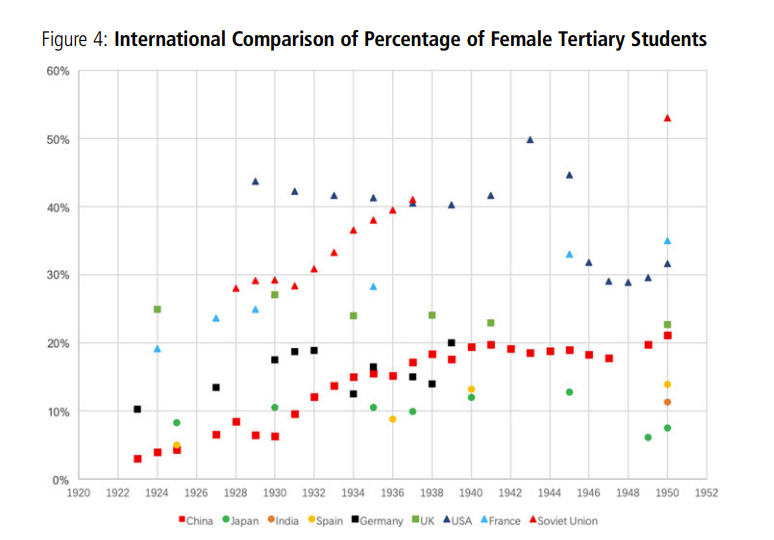 Figure 4: International Comparison of Percentage of Female Tertiary Students
60%
50%
40%
30%
20%
10%
0%
1920 1922 1924 1926 1928 1930 1932 1934 1936 1938 1940 1942 1944 1946 1948 1950 1952
China Japan India Spain Germany UK USA France Soviet Union